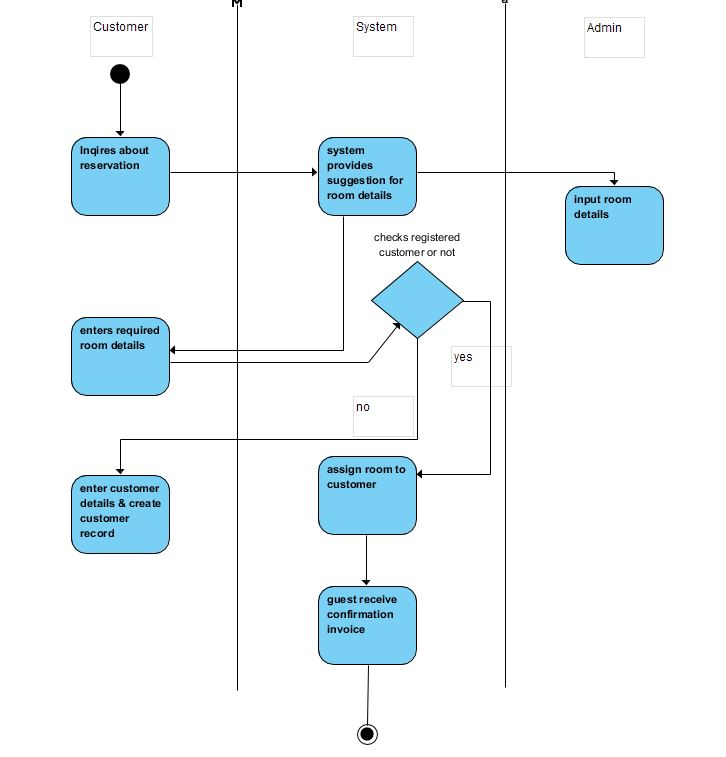 Customer
System
Admin
Inqires about
reservation
system
provides
suggestion for
room details
input room
details
checks registered
customer or not
enters required
room details
yes
no
assign room to
customer
enter customer
details & create
customer
record
guest receive
confirmation
invoice